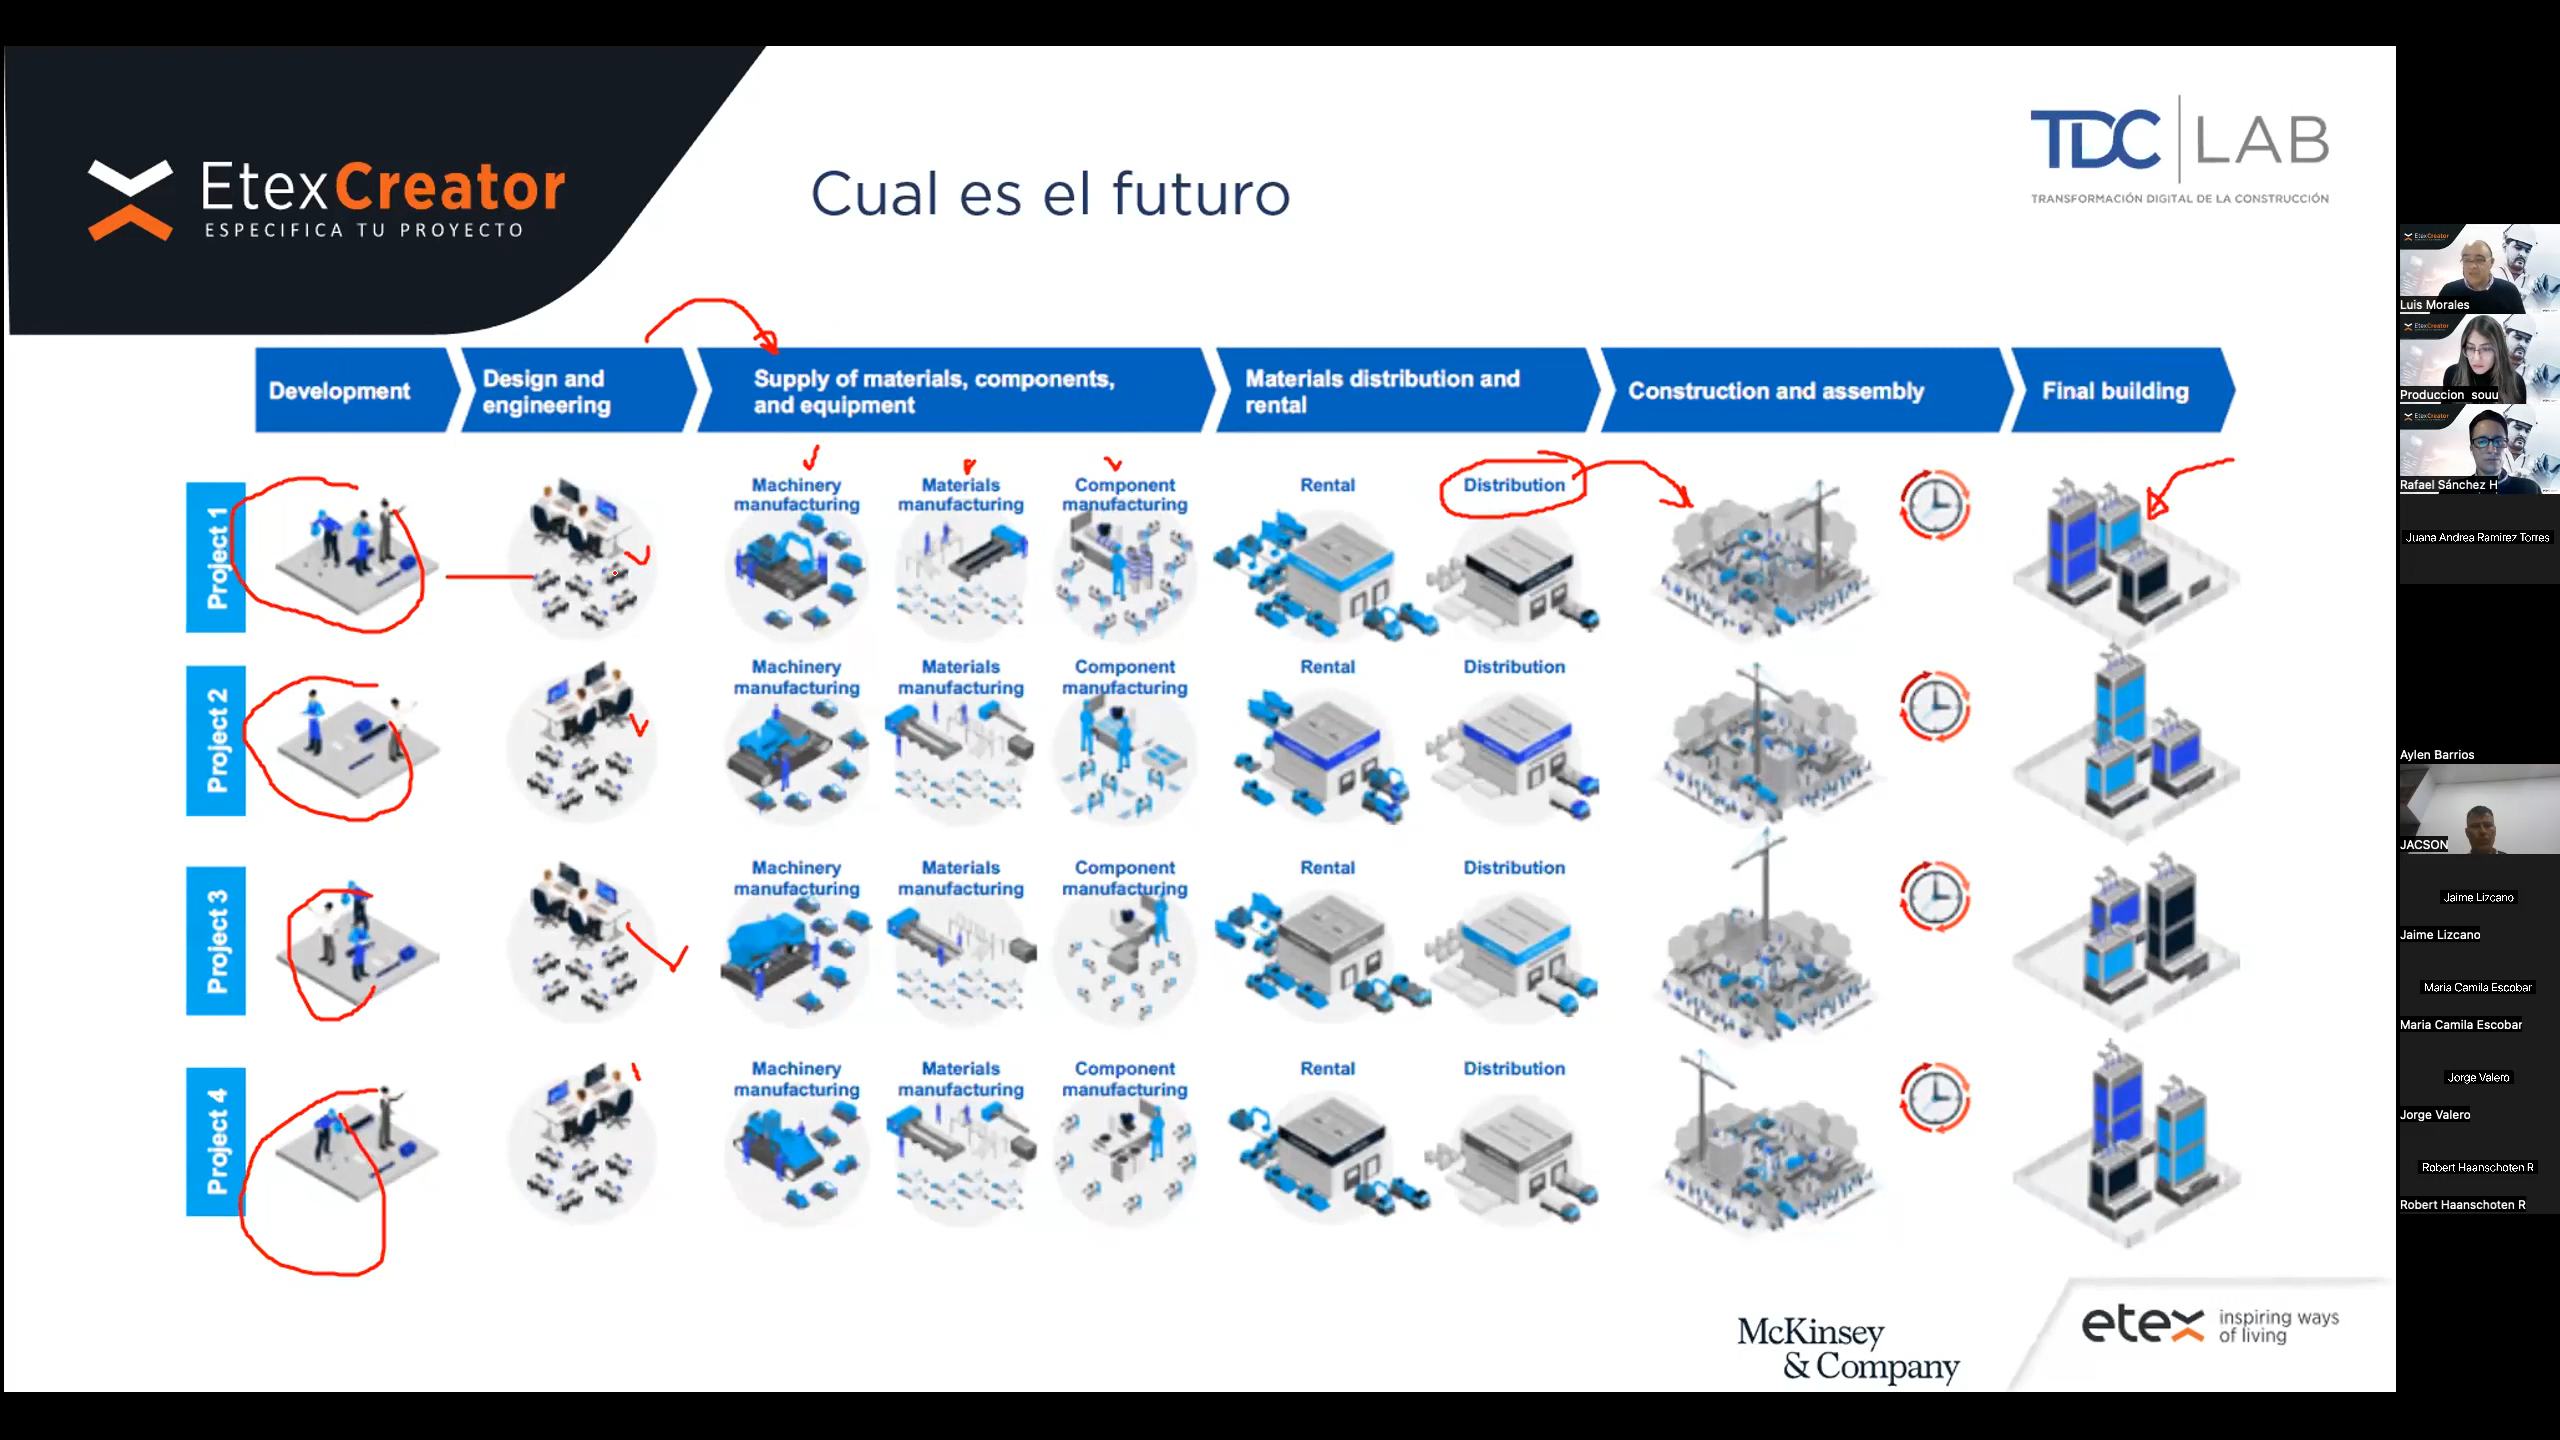 EtexCreator
ESPECIFICA TU PROYECTO
Cual es el futuro
TDC LAB
TRANSFORMACIÓN DIGITAL DE LA CONSTRUCCIÓN
Development
Design and
engineering
Supply of materials, components,
and equipment
Materials distribution and
rental
Construction and assembly
Final building
Project 1
Machinery
manufacturing
Materials
manufacturing
Component
manufacturing
Rental
Distribution
Project 2
Machinery
manufacturing
Materials
manufacturing
Component
manufacturing
Rental
Distribution
Project 3
Machinery
manufacturing
Materials
manufacturing
Component
manufacturing
Rental
Distribution
Project 4
Machinery
manufacturing
Materials
manufacturing
Component
manufacturing
Rental
Distribution
McKinsey
& Company
etex
inspiring ways
of living
EtexCreator
Luis Morales
EtexCreator
Produccion souu
EtexCreator
Rafael Sánchez H
Juana Andrea Ramirez Torres
Aylen Barrios
JACSON
Jaime Lizcano
Jaime Lizcano
Maria Camila Escobar
Maria Camila Escobar
Jorge Valero
Jorge Valero
Robert Haanschoten R
Robert Haanschoten R